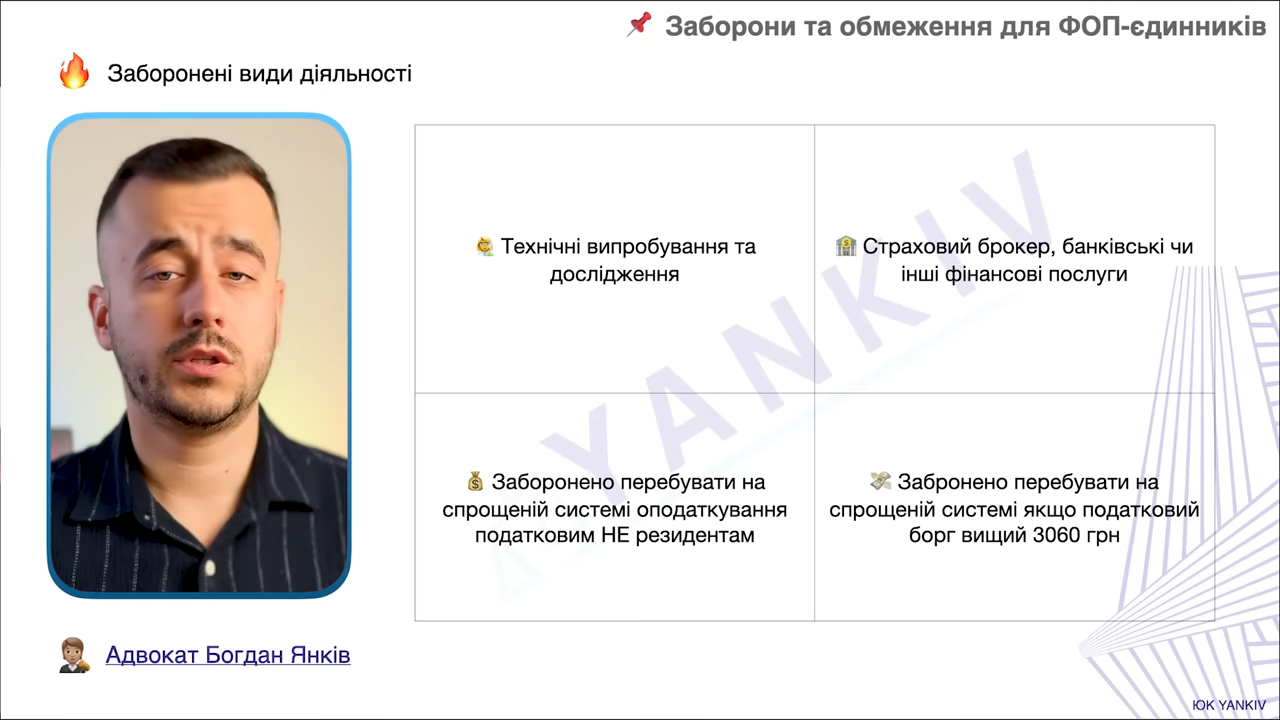 Заборони та обмеження для ФОП-єдинників
Заборонені види діяльності
Технічні випробування та
дослідження
Страховий брокер, банківські чи
інші фінансові послуги
Заборонено перебувати на
спрощеній системі оподаткування
податковим НЕ резидентам
Забронено перебувати на
спрощеній системі якщо податковий
борг вищий 3060 грн
YANKIV
Адвокат Богдан Янків
ЮК YANKIV